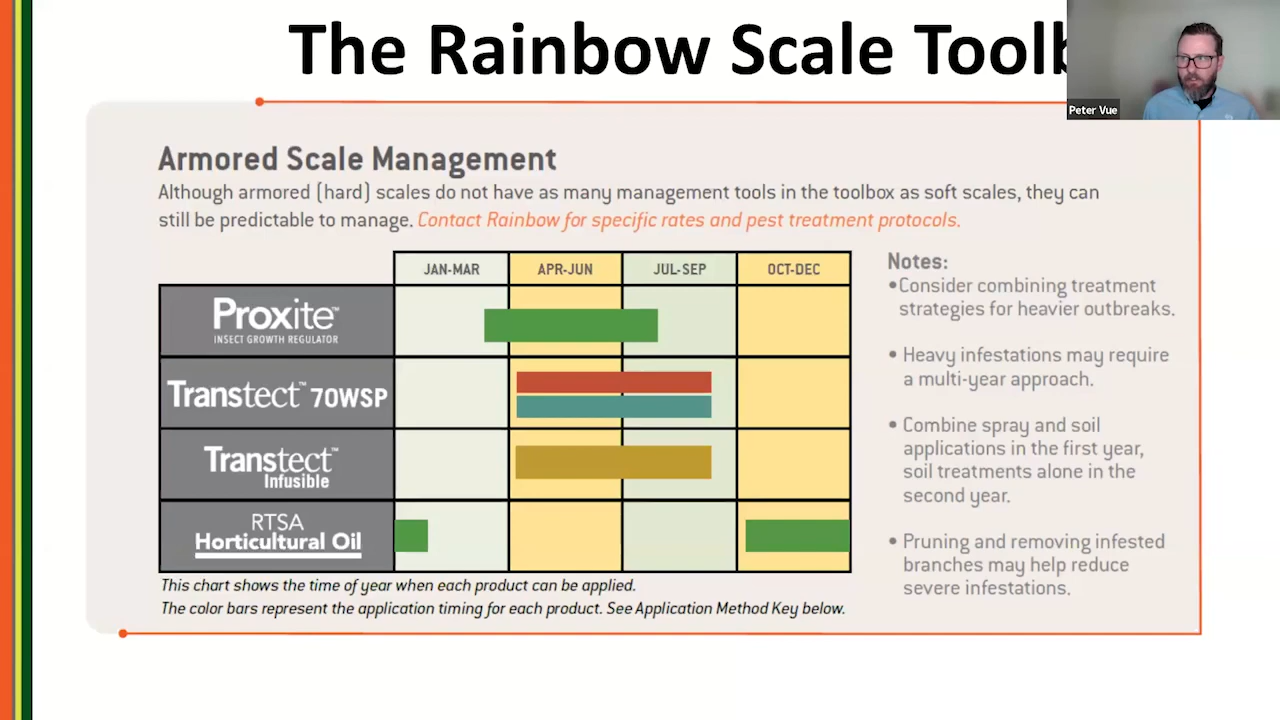 The Rainbow Scale Toolb
Peter Vue
Armored Scale Management
Although armored (hard) scales do not have as many management tools in the toolbox as soft scales, they can
still be predictable to manage. Contact Rainbow for specific rates and pest treatment protocols.
JAN-MAR APR-JUN JUL-SEP OCT-DEC
Proxite™
INSECT GROWTH REGULATOR
Transtect™ 70WSP
Transtect™
Infusible
RTSA
Horticultural Oil
This chart shows the time of year when each product can be applied.
The color bars represent the application timing for each product. See Application Method Key below.
Notes:
•Consider combining treatment
strategies for heavier outbreaks.
• Heavy infestations may require
a multi-year approach.
• Combine spray and soil
applications in the first year,
soil treatments alone in the
second year.
• Pruning and removing infested
branches may help reduce
severe infestations.